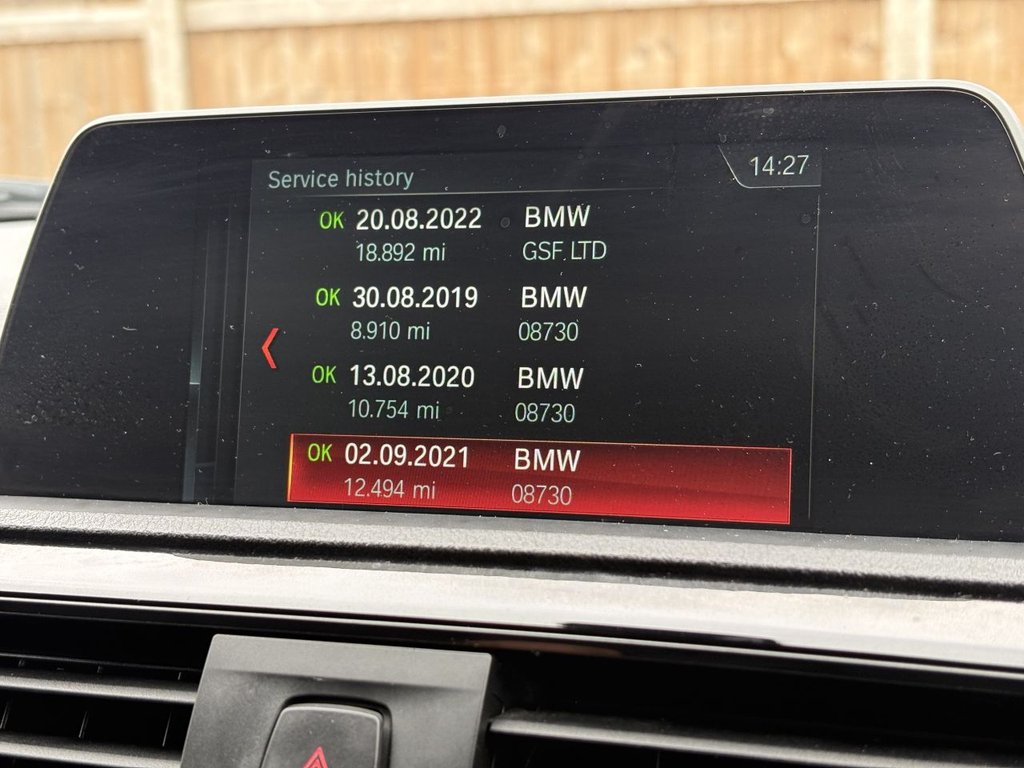 Service history
14:27
OK 20.08.2022 BMW
18.892 mi GSF. LTD
OK 30.08.2019 BMW
8.910 mi 08730
OK 13.08.2020 BMW
10.754 mi 08730
OK 02.09.2021 BMW
12.494 mi 08730